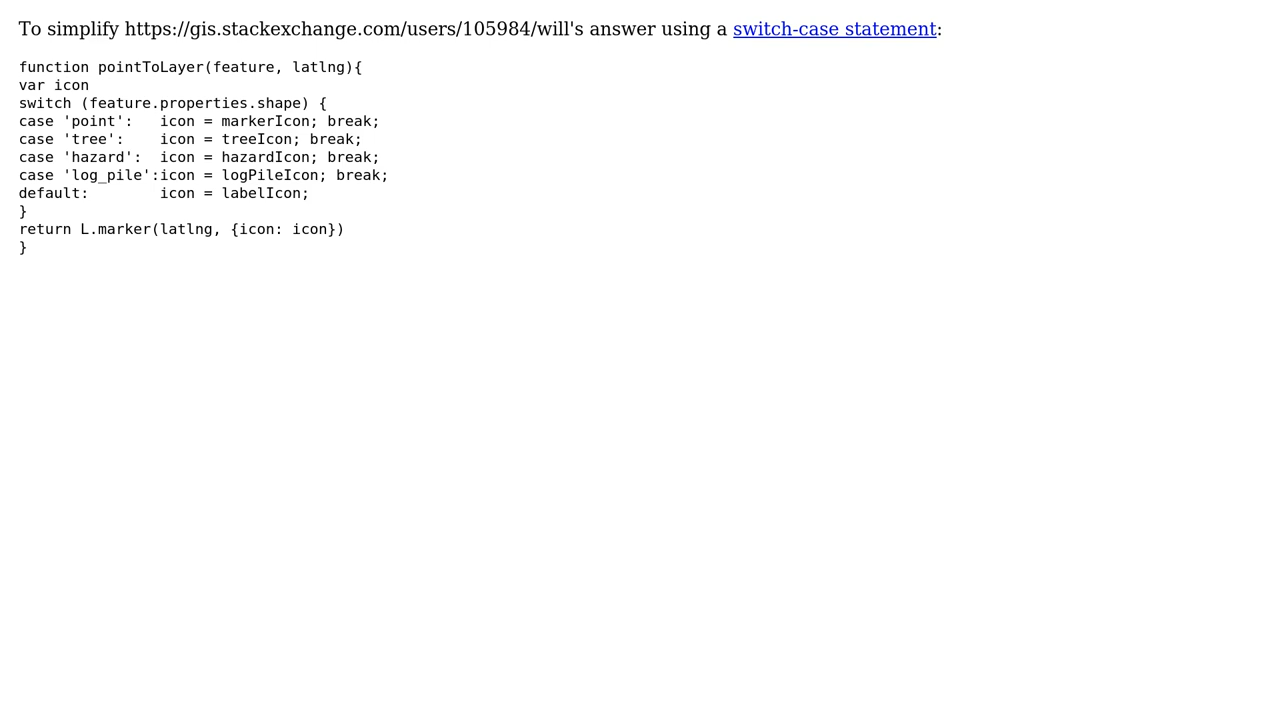 To simplify https://gis.stackexchange.com/users/105984/will's answer using a switch-case statement:
function pointToLayer(feature, latlng){
var icon
switch (feature.properties.shape) {
case 'point':   icon = markerIcon; break;
case 'tree':    icon = treeIcon; break;
case 'hazard':  icon = hazardIcon; break;
case 'log_pile':icon = logPileIcon; break;
default:        icon = labelIcon;
}
return L.marker(latlng, {icon: icon})
}